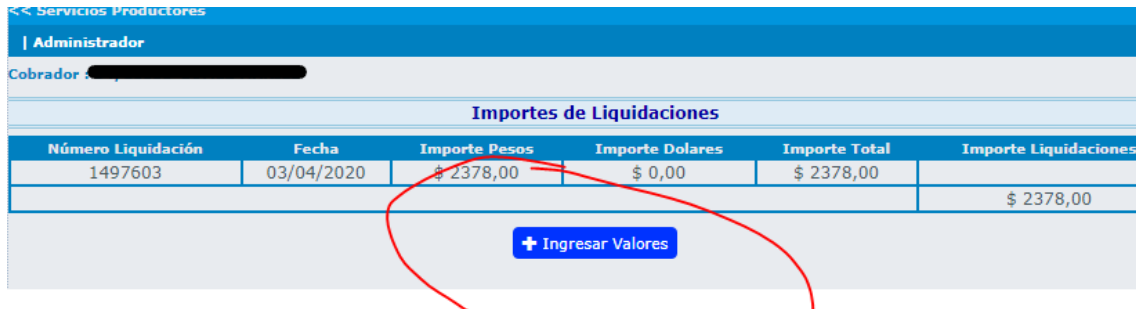 << Servicios Productores
| Administrador
Cobrador :
Importes de Liquidaciones
Número Liquidación Fecha Importe Pesos Importe Dolares Importe Total Importe Liquidaciones
1497603 03/04/2020 $ 2378,00 $ 0,00 $ 2378,00
$ 2378,00
+ Ingresar Valores